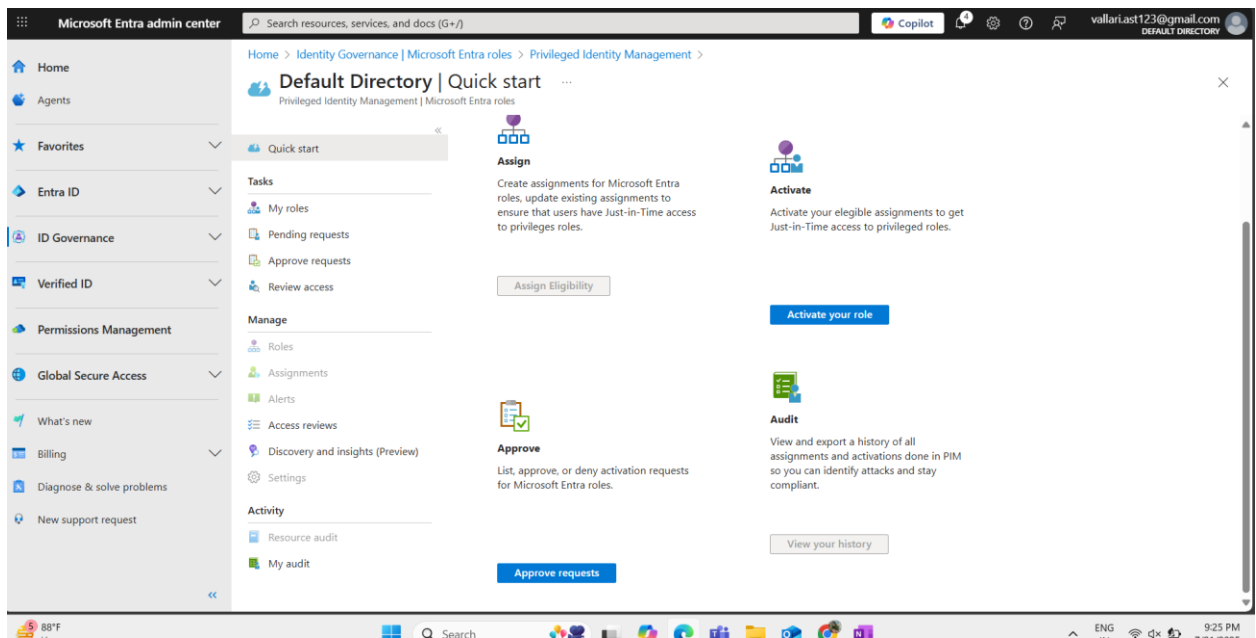 Microsoft Entra admin center
Search resources, services, and docs (G+/)
Copilot
4
vallari.ast123@gmail.com
DEFAULT DIRECTORY
Home
Agents
Favorites
Entra ID
ID Governance
Verified ID
Permissions Management
Global Secure Access
What's new
Billing
Diagnose & solve problems
New support request
Home > Identity Governance | Microsoft Entra roles > Privileged Identity Management >
Default Directory | Quick start ...
Privileged Identity Management | Microsoft Entra roles
Quick start
Tasks
My roles
Pending requests
Approve requests
Review access
Manage
Roles
Assignments
Alerts
Access reviews
Discovery and insights (Preview)
Settings
Activity
Resource audit
My audit
Assign
Create assignments for Microsoft Entra
roles, update existing assignments to
ensure that users have Just-in-Time access
to privileges roles.
Assign Eligibility
Activate
Activate your elegible assignments to get
Just-in-Time access to privileged roles.
Activate your role
Approve
List, approve, or deny activation requests
for Microsoft Entra roles.
Approve requests
Audit
View and export a history of all
assignments and activations done in PIM
so you can identify attacks and stay
compliant.
View your history
5
88°F
Search
ENG
9:25 PM